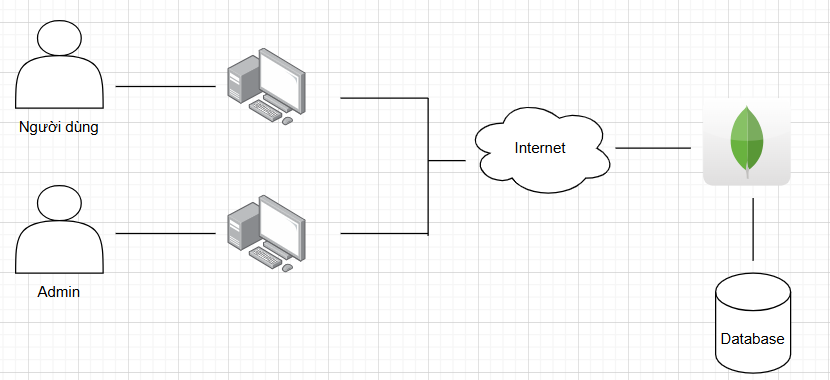 Người dùng
Internet
Admin
Database